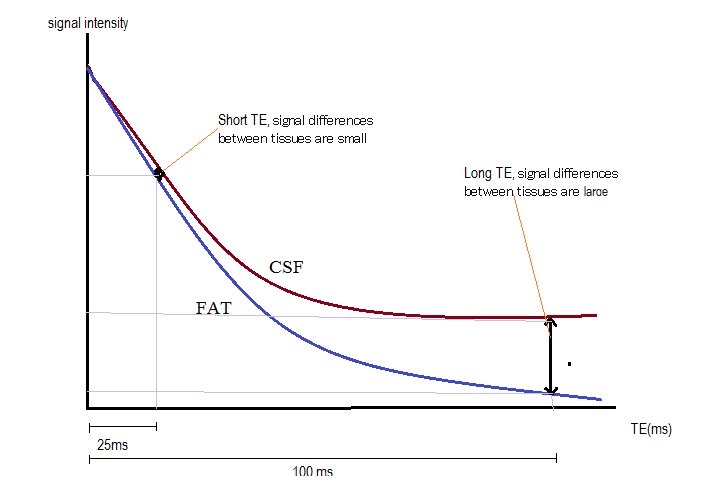 signal intensity
Short TE, signal differences
between tissues are small
Long TE, signal differences
between tissues are large
CSF
FAT
TE(ms)
25ms
100 ms